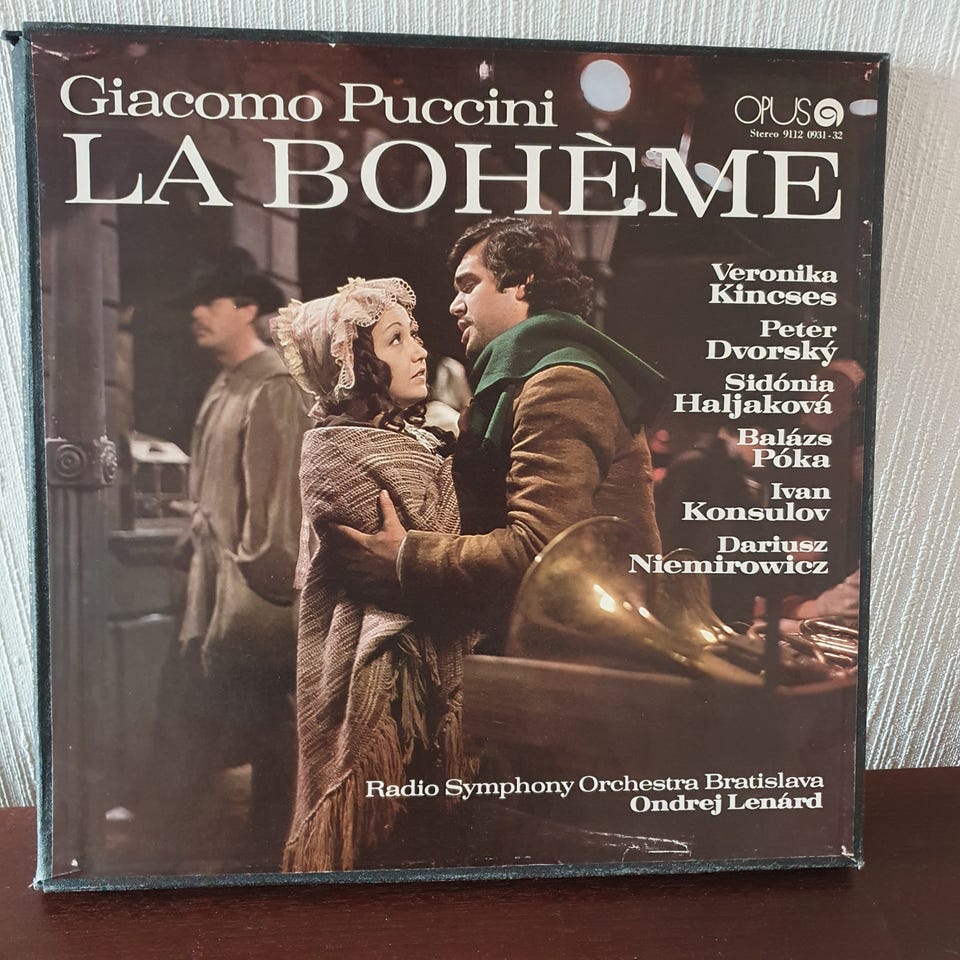 Giacomo Puccini
LA BOHÈME
OPUS
Stereo 9112 0931-32
Veronika
Kincses
Peter
Dvorský
Sidónia
Haljaková
Balázs
Póka
Ivan
Konsulov
Dariusz
Niemirowicz
Radio Symphony Orchestra Bratislava
Ondrej Lenárd